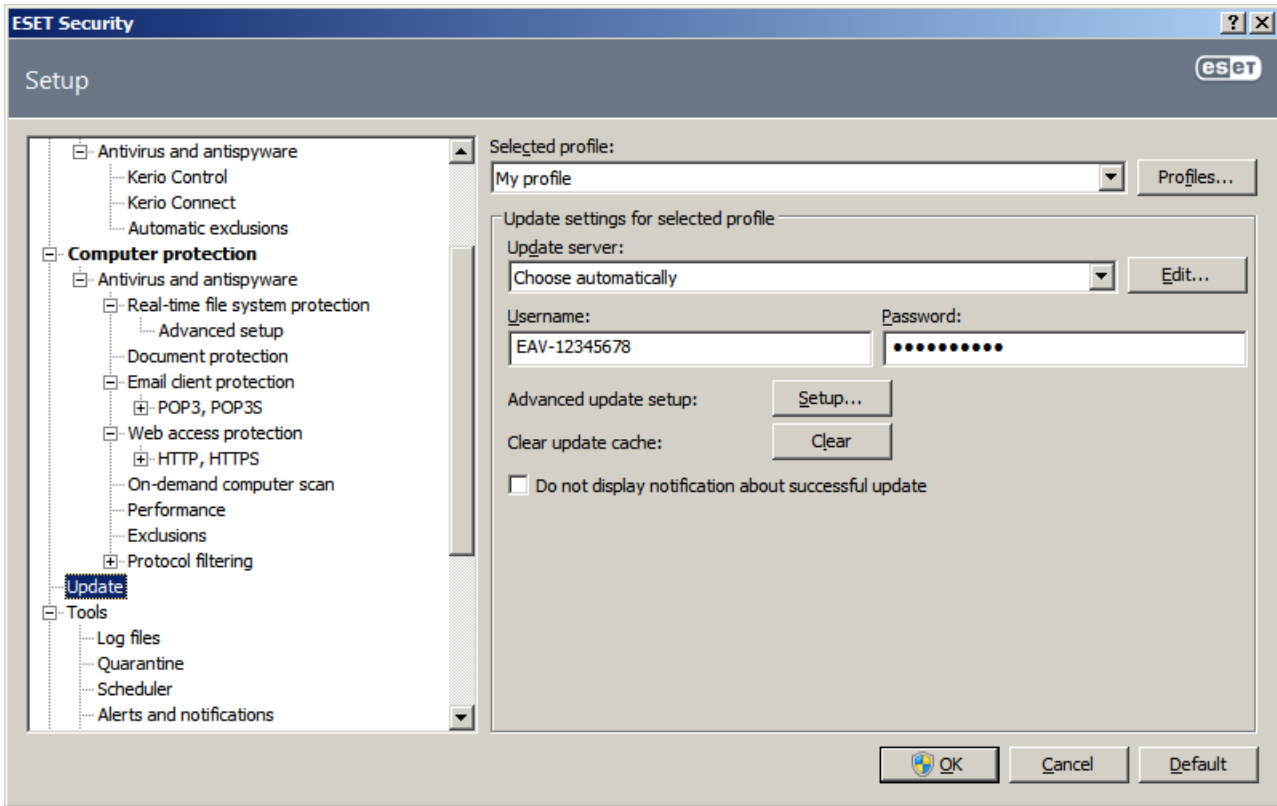 ESET Security
Setup
eseT
Antivirus and antispyware
Kerio Control
Kerio Connect
Automatic exclusions
Computer protection
Antivirus and antispyware
Real-time file system protection
Advanced setup
Document protection
Email client protection
POP3, POP3S
Web access protection
HTTP, HTTPS
On-demand computer scan
Performance
Exclusions
Protocol filtering
Update
Tools
Log files
Quarantine
Scheduler
Alerts and notifications
Selected profile:
My profile
Profiles...
Update settings for selected profile
Update server:
Choose automatically
Edit...
Username:
Password:
EAV-12345678
●●●●●●●●●●
Advanced update setup:
Setup...
Clear update cache:
Clear
Do not display notification about successful update
OK
Cancel
Default